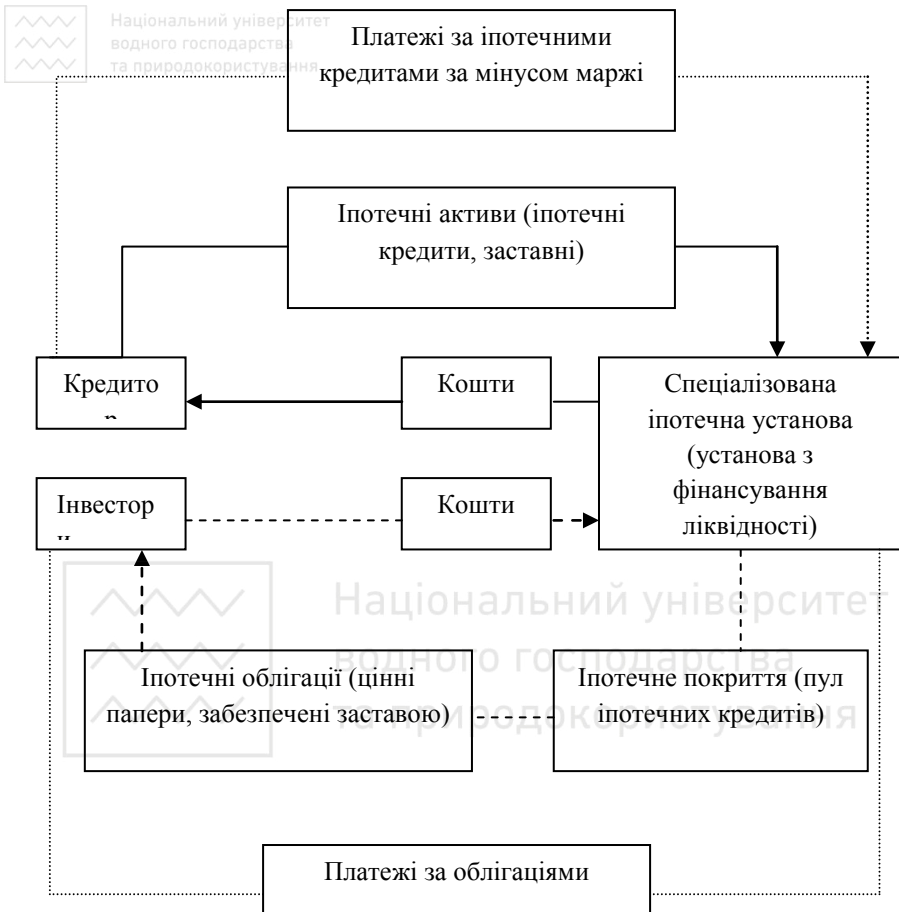 Національний університет
водного господарства
та природокористування
Платежі за іпотечними
кредитами за мінусом маржі
Іпотечні активи (іпотечні
кредити, заставні)
Кредито
р
Кошти
Спеціалізована
іпотечна установа
(установа з
фінансування
ліквідності)
Інвестор
и
Кошти
Національний університет
водного господарства
та природокористування
Іпотечні облігації (цінні
папери, забезпечені заставою)
Іпотечне покриття (пул
іпотечних кредитів)
Платежі за облігаціями